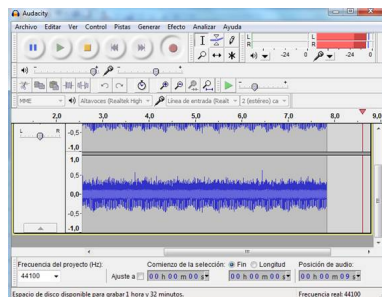 Audacity
Archivo Editar Ver Control Pistas Generar Efecto Analizar Ayuda
L R -24 0 L R -24 0
MME Altavoces (Realtek High Línea de entrada (Realt 2 (estéreo) ca
2,0 3,0 4,0 5,0 6,0 7,0 8,0 9,0
L R
-0,5
-1,0
1,0
0,5
0,0
-0,5
-1,0
Frecuencia del proyecto (Hz): Comienzo de la selección: Fin Longitud Posición de audio:
44100 Ajuste a 00 h 00 m 00 s 00 h 00 m 00 s 00 h 00 m 09 s
Espacio de disco disponible para grabar 1 hora y 32 minutos. Frecuencia real: 44100